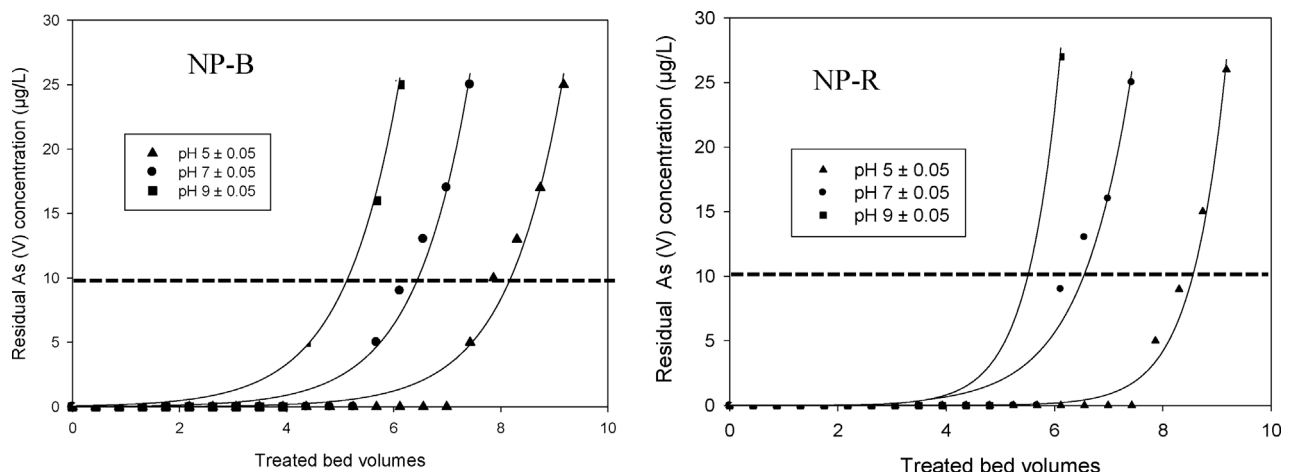 NP-B
Residual As (V) concentration (µg/L)
30
25
20
15
10
5
0
pH 5 ± 0.05
pH 7 ± 0.05
pH 9 ± 0.05
0 2 4 6 8 10
Treated bed volumes
NP-R
Residual As (V) concentration (µg/L)
30
25
20
15
10
5
0
pH 5 ± 0.05
pH 7 ± 0.05
pH 9 ± 0.05
0 2 4 6 8 10
Treated bed volumes